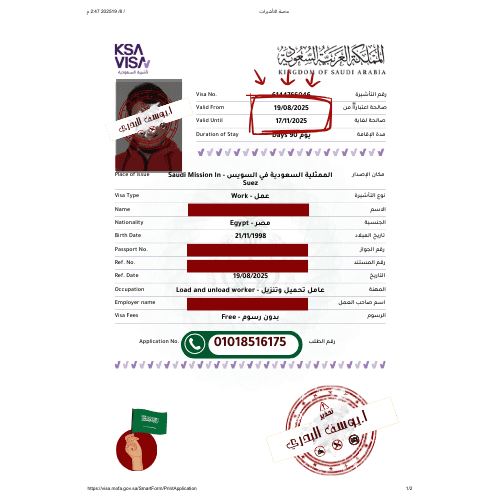 م 2:47 2025/19/8
منصة التأشيرات
KSA
VISA
تأشيرة السعودية
المملكة العربية السعودية
KINGDOM OF SAUDI ARABIA
Visa No. 6144766046 رقم التأشيرة
Valid From 19/08/2025 صالحة اعتباراً من
Valid Until 17/11/2025 صالحة لغاية
Duration of Stay 90 Days يوم مدة الإقامة
ا.يوسف البدري
Place of issue Saudi Mission In - الممثلية السعودية في السويس مكان الإصدار
Suez
Visa Type Work - عمل نوع التأشيرة
Name الاسم
Nationality Egypt - مصر الجنسية
Birth Date 21/11/1998 تاريخ الميلاد
Passport No. رقم الجواز
Ref. No. رقم المستند
Ref. Date 19/08/2025 التاريخ
Occupation Load and unload worker - عامل تحميل وتنزيل المهنة
Employer name اسم صاحب العمل
Visa Fees Free - بدون رسوم الرسوم
Application No. 01018516175 رقم الطلب
تحذير
ا.يوسف البدري
https://visa.mofa.gov.sa/SmartForm/PrintApplication
1/2